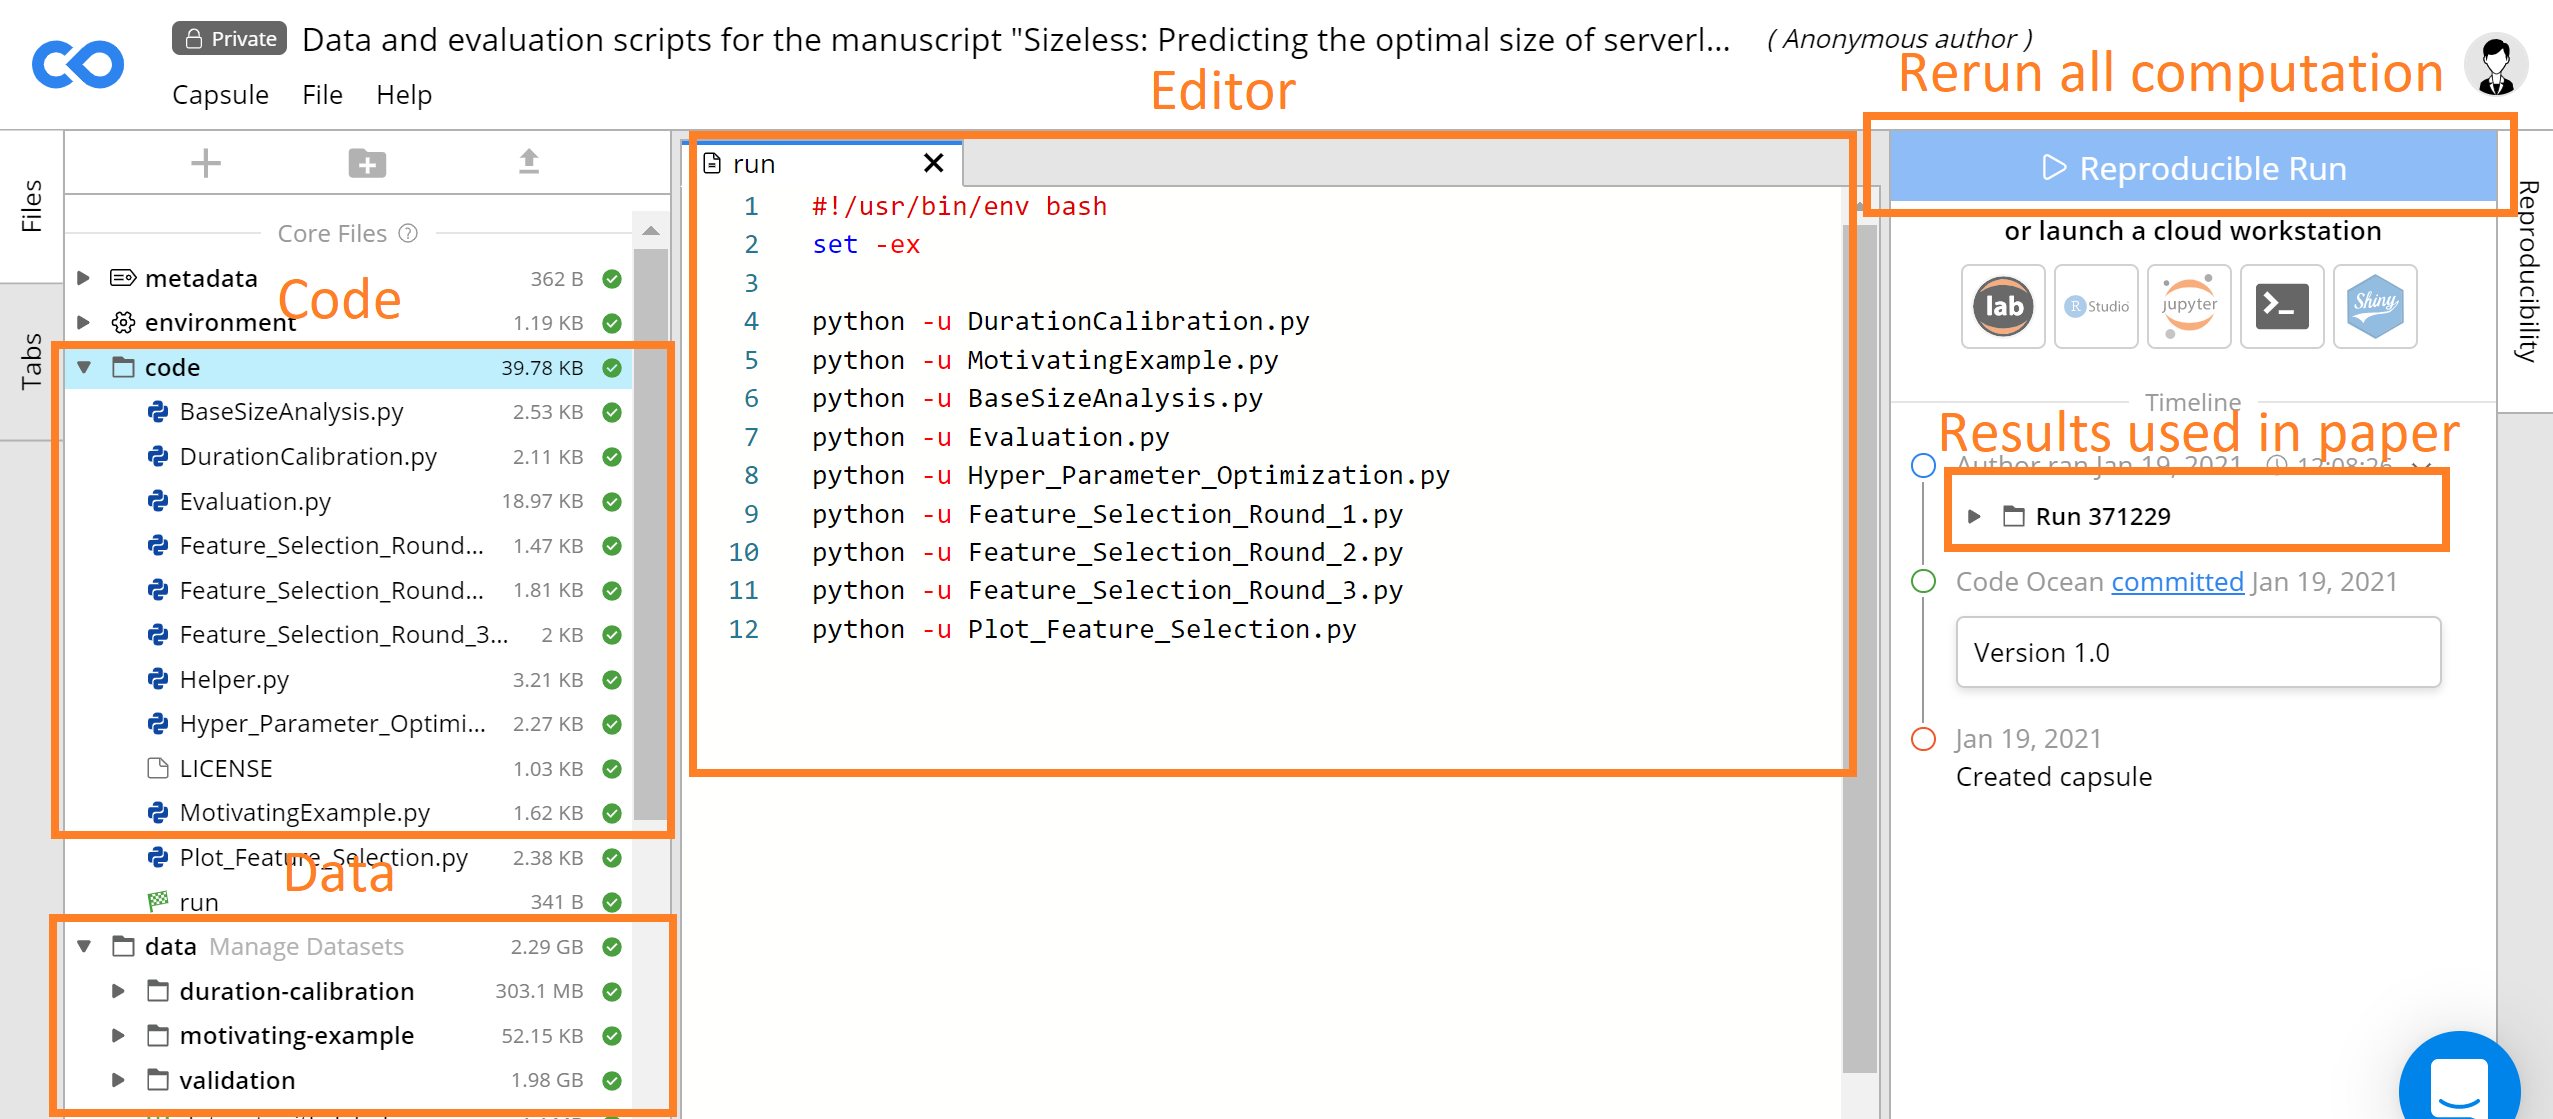 Private
Data and evaluation scripts for the manuscript "Sizeless: Predicting the optimal size of serverl...
( Anonymous author )
Capsule File Help
Editor
Rerun all computation
Files
Tabs
Core Files
metadata 362 B
Code
environment 1.19 KB
code 39.78 KB
BaseSizeAnalysis.py 2.53 KB
DurationCalibration.py 2.11 KB
Evaluation.py 18.97 KB
Feature_Selection_Round... 1.47 KB
Feature_Selection_Round... 1.81 KB
Feature_Selection_Round_3... 2 KB
Helper.py 3.21 KB
Hyper_Parameter_Optimi... 2.27 KB
LICENSE 1.03 KB
MotivatingExample.py 1.62 KB
Plot_Feature_Selection.py 2.38 KB
Data
run 341 B
data Manage Datasets 2.29 GB
duration-calibration 303.1 MB
motivating-example 52.15 KB
validation 1.98 GB
run
1 #!/usr/bin/env bash
2 set -ex
3
4 python -u DurationCalibration.py
5 python -u MotivatingExample.py
6 python -u BaseSizeAnalysis.py
7 python -u Evaluation.py
8 python -u Hyper_Parameter_Optimization.py
9 python -u Feature_Selection_Round_1.py
10 python -u Feature_Selection_Round_2.py
11 python -u Feature_Selection_Round_3.py
12 python -u Plot_Feature_Selection.py
Reproducible Run
or launch a cloud workstation
lab
R Studio
jupyter
Shiny
Timeline
Results used in paper
Author ran Jan 19, 2021 12:08:26
Run 371229
Code Ocean committed Jan 19, 2021
Version 1.0
Jan 19, 2021
Created capsule
Reproducibility